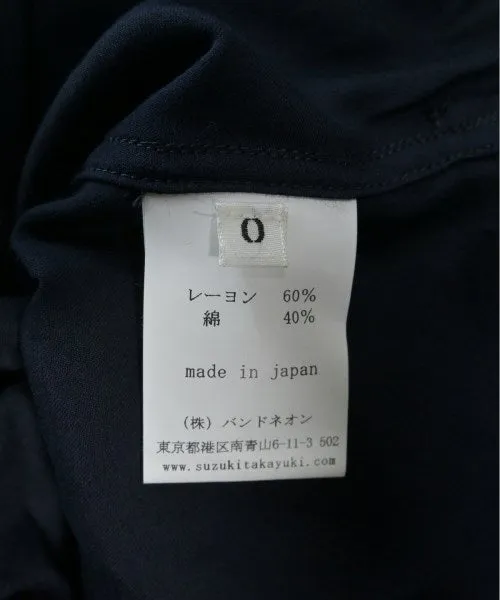 0
レーヨン 60%
綿 40%
made in japan
(株) バンドネオン
東京都港区南青山6-11-3 502
www.suzukitakayuki.com